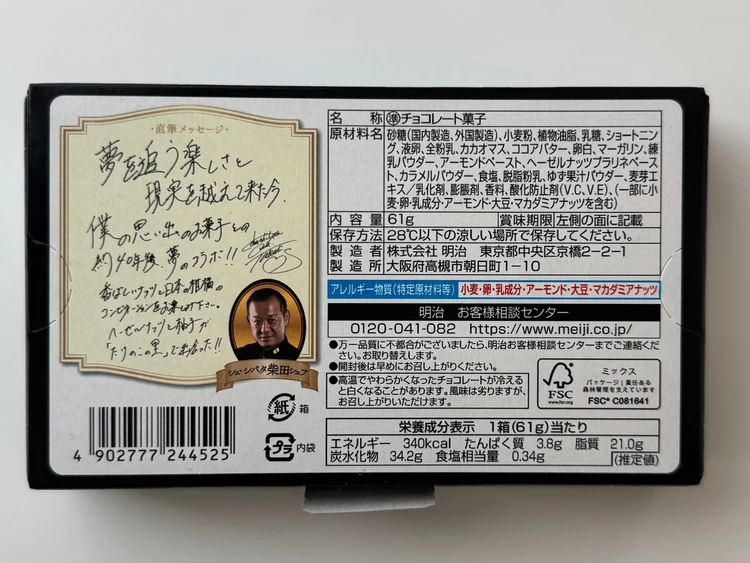 ・直筆メッセージ・
夢を追う楽しさと
現実を越えて来た今、
僕の思い出のお菓子との
約40年後、夢のコラボ!!
香ばしいナッツと日本の柑橘の
コンビネーションをお楽しみ下さい。
ヘーゼルナッツと柚子が
「たけのこの里」で出会った!!
シェ・シバタ 柴田シェフ
紙 箱
プラ 内袋
4 902777 244525
名 称 準チョコレート菓子
原材料名 砂糖(国内製造、外国製造)、小麦粉、植物油脂、乳糖、ショートニン
グ、液卵、全粉乳、カカオマス、ココアバター、卵白、マーガリン、練
乳パウダー、アーモンドペースト、ヘーゼルナッツプラリネペース
ト、カラメルパウダー、食塩、脱脂粉乳、ゆず果汁パウダー、麦芽エ
キス/乳化剤、膨脹剤、香料、酸化防止剤(V.C、V.E)、(一部に小
麦・卵・乳成分・アーモンド・大豆・マカダミアナッツを含む)
内 容 量 61g 賞味期限 左側の面に記載
保存方法 28℃以下の涼しい場所で保存してください。
製 造 者 株式会社 明治 東京都中央区京橋2-2-1
製 造 所 大阪府高槻市朝日町1-10
アレルギー物質(特定原材料等) 小麦・卵・乳成分・アーモンド・大豆・マカダミアナッツ
明治 お客様相談センター
0120-041-082 https://www.meiji.co.jp/
●万一品質に不都合がございましたら、明治お客様相談センターまでご連絡くだ
さい。お取替えします。
●開封後は早めにお召し上がりください。
●高温でやわらかくなったチョコレートが冷える
と白くなることがあります。風味は劣りますが、
お召し上がりいただけます。
FSC
www.fsc.org
ミックス
パッケージ|責任ある
森林管理を支えています
FSC® C081641
栄養成分表示 1箱(61g)当たり
エネルギー 340kcal たんぱく質 3.8g 脂質 21.0g
炭水化物 34.2g 食塩相当量 0.34g (推定値)